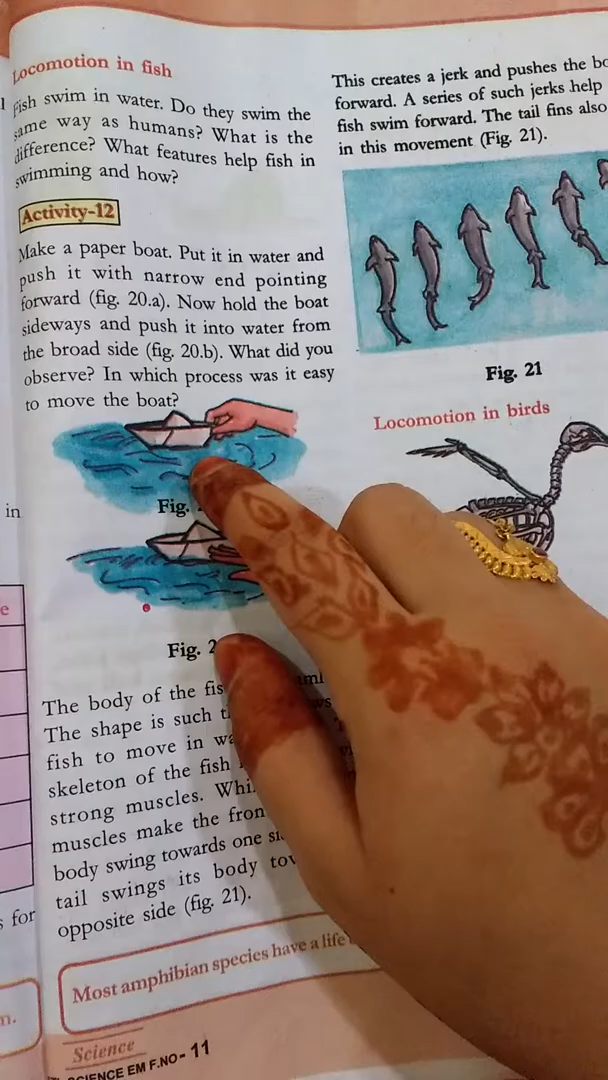 Locomotion in fish
Fish swim in water. Do they swim the
same way as humans? What is the
difference? What features help fish in
swimming and how?
Activity-12
Make a paper boat. Put it in water and
push it with narrow end pointing
forward (fig. 20.a). Now hold the boat
sideways and push it into water from
the broad side (fig. 20.b). What did you
observe? In which process was it easy
to move the boat?
Fig.
Fig. 2
The body of the
The shape is such
fish to move in
skeleton of the fish
strong muscles.
muscles make the
body swing towards one
tail swings its body
opposite side (fig. 21).
This creates a jerk and pushes the
forward. A series of such jerks help
fish swim forward. The tail fins also
in this movement (Fig. 21).
Fig. 21
Locomotion in birds
Most amphibian species have a life
Science
SCIENCE EM F.NO- 11
in
e
s for
m.